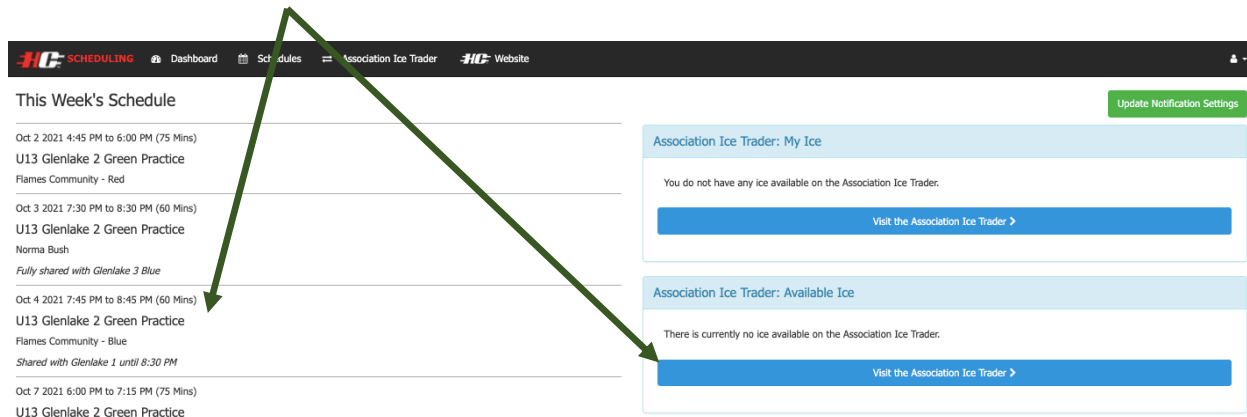 HC SCHEDULING Dashboard Schedules Association Ice Trader HC Website
This Week's Schedule
Update Notification Settings
Oct 2 2021 4:45 PM to 6:00 PM (75 Mins)
U13 Glenlake 2 Green Practice
Flames Community - Red
Oct 3 2021 7:30 PM to 8:30 PM (60 Mins)
U13 Glenlake 2 Green Practice
Norma Bush
Fully shared with Glenlake 3 Blue
Oct 4 2021 7:45 PM to 8:45 PM (60 Mins)
U13 Glenlake 2 Green Practice
Flames Community - Blue
Shared with Glenlake 1 until 8:30 PM
Oct 7 2021 6:00 PM to 7:15 PM (75 Mins)
U13 Glenlake 2 Green Practice
Association Ice Trader: My Ice
You do not have any ice available on the Association Ice Trader.
Visit the Association Ice Trader
Association Ice Trader: Available Ice
There is currently no ice available on the Association Ice Trader.
Visit the Association Ice Trader